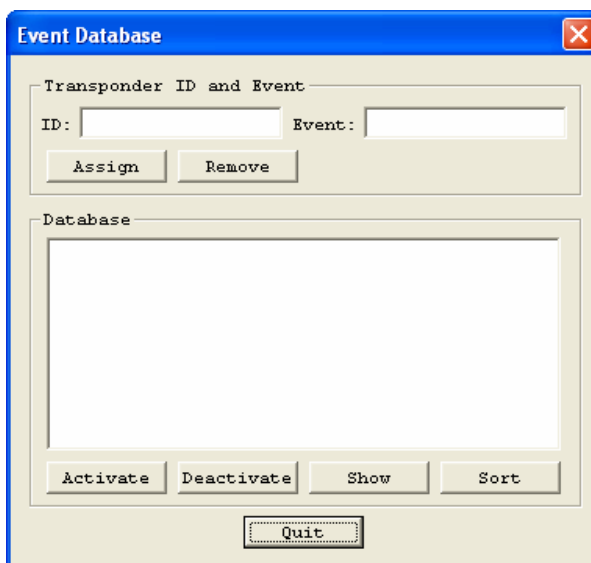 Event Database
Transponder ID and Event
ID: Event:
Assign Remove
Database
Activate Deactivate Show Sort
Quit